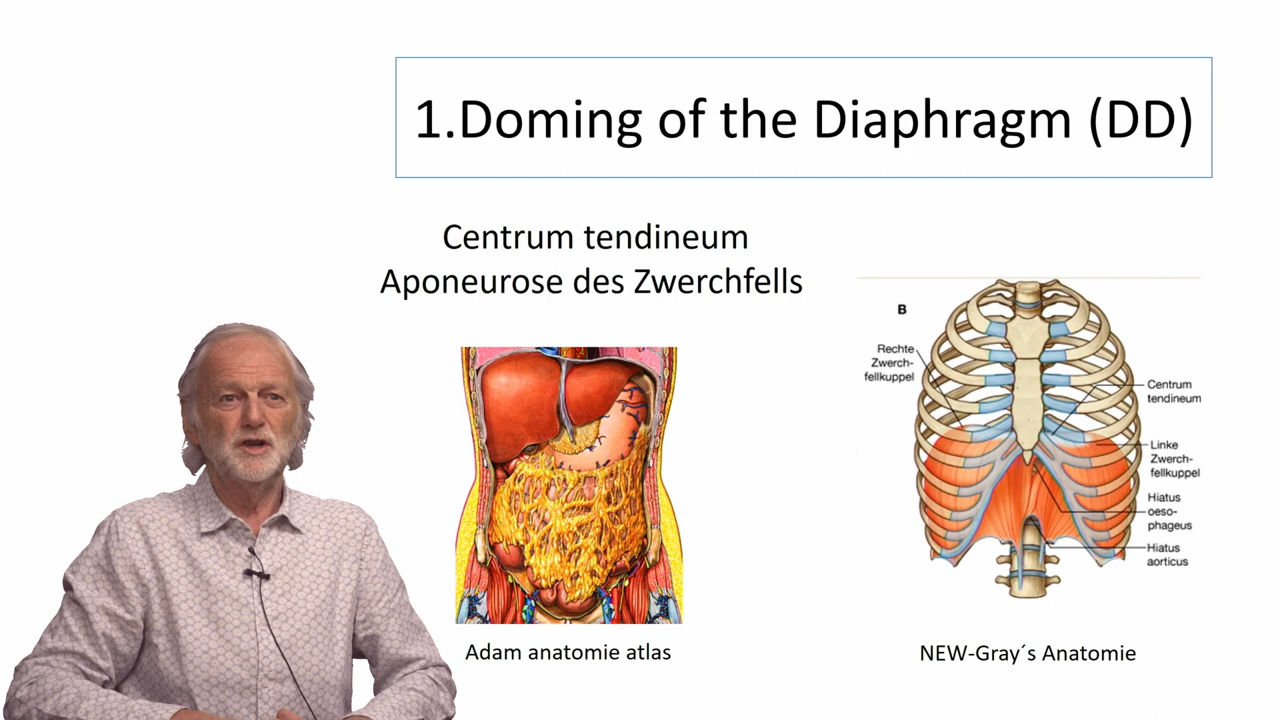 1.Doming of the Diaphragm (DD)
Centrum tendineum
Aponeurose des Zwerchfells
B
Rechte
Zwerch-
fellkuppel
Centrum
tendineum
Linke
Zwerch-
fellkuppel
Hiatus
oeso-
phageus
Hiatus
aorticus
Adam anatomie atlas
NEW-Gray´s Anatomie